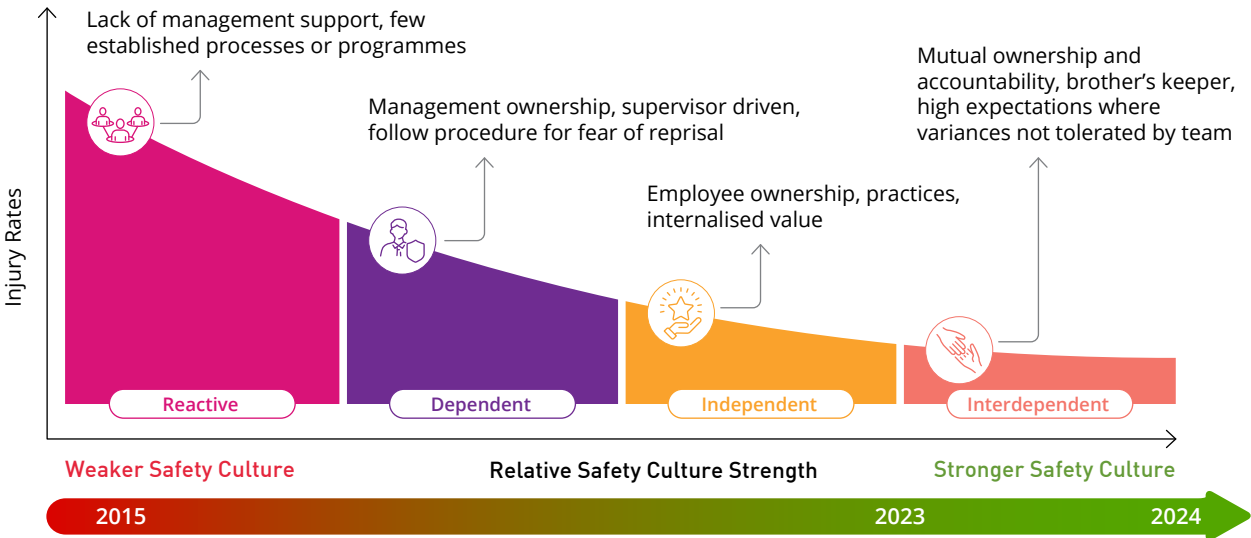 Lack of management support, few
established processes or programmes
Management ownership, supervisor driven,
follow procedure for fear of reprisal
Employee ownership, practices,
internalised value
Mutual ownership and
accountability, brother’s keeper,
high expectations where
variances not tolerated by team
Injury Rates
Reactive
Dependent
Independent
Interdependent
Weaker Safety Culture
Relative Safety Culture Strength
Stronger Safety Culture
2015
2023
2024